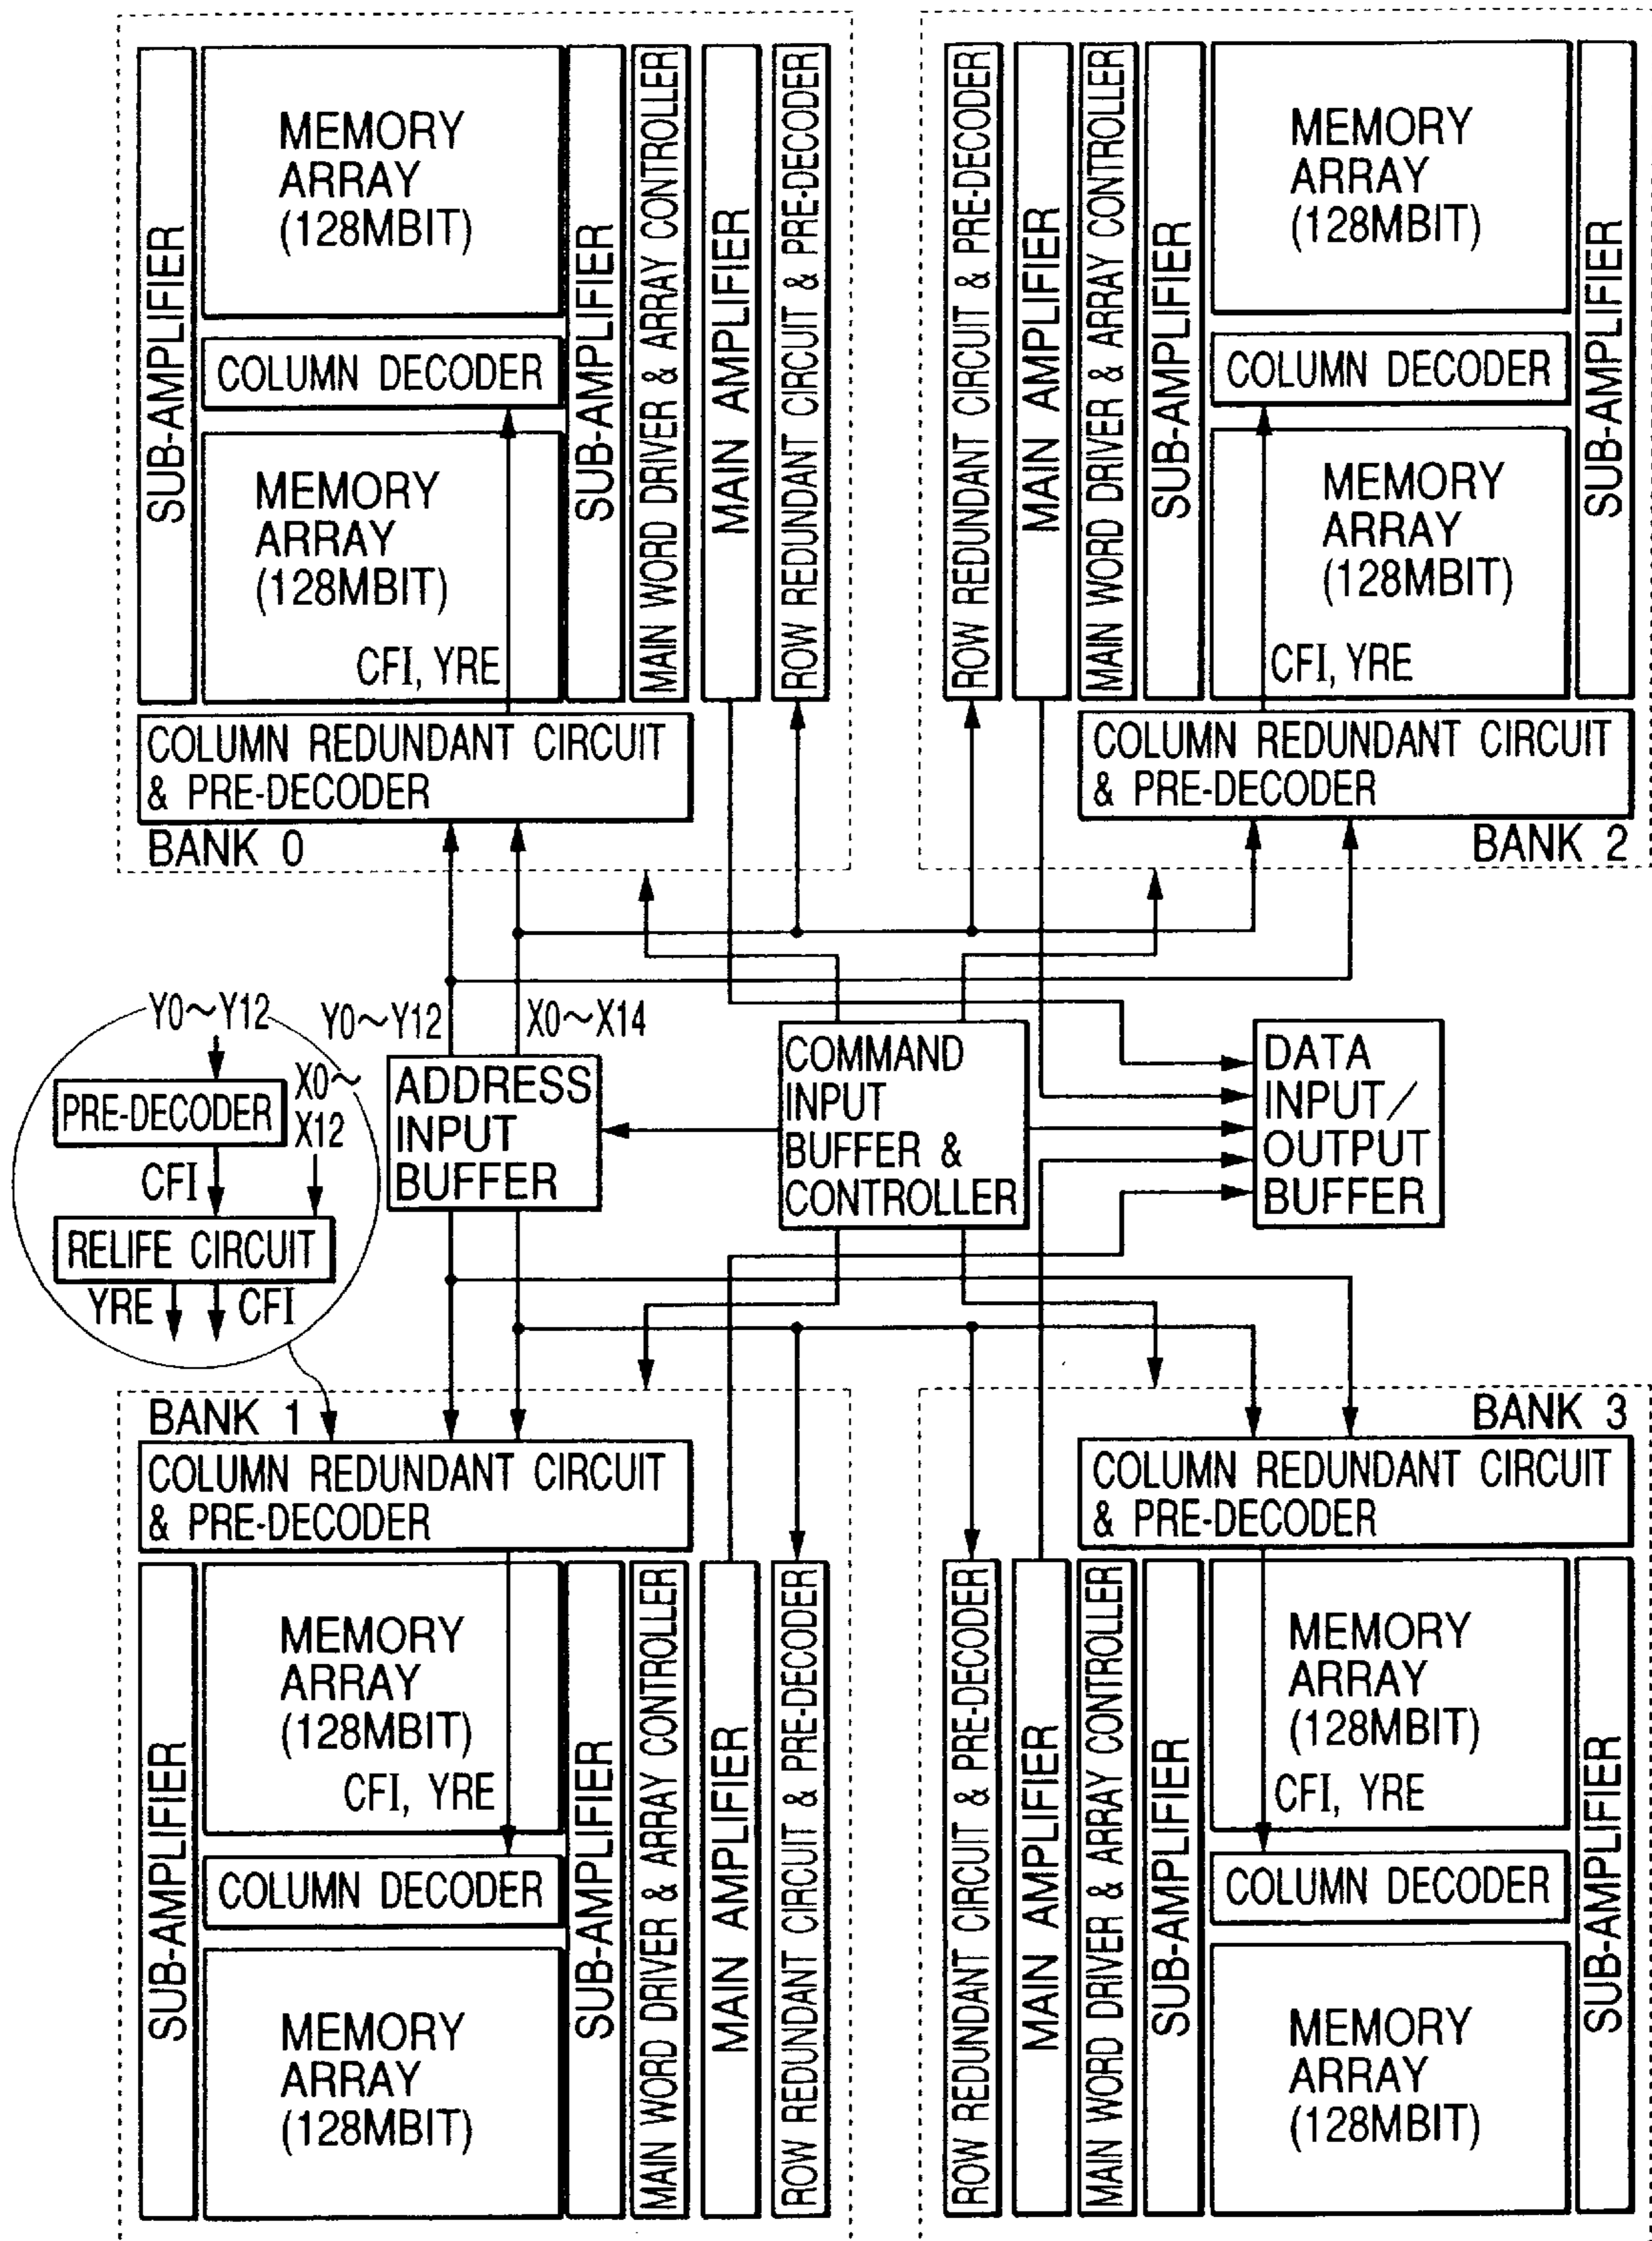 SUB-AMPLIFIER
MEMORY
ARRAY
(128MBIT)
COLUMN DECODER
MEMORY
ARRAY
(128MBIT)
CFI, YRE
SUB-AMPLIFIER
MAIN WORD DRIVER & ARRAY CONTROLLER
MAIN AMPLIFIER
ROW REDUNDANT CIRCUIT & PRE-DECODER
COLUMN REDUNDANT CIRCUIT
& PRE-DECODER
BANK 0
ROW REDUNDANT CIRCUIT & PRE-DECODER
MAIN AMPLIFIER
MAIN WORD DRIVER & ARRAY CONTROLLER
SUB-AMPLIFIER
MEMORY
ARRAY
(128MBIT)
COLUMN DECODER
MEMORY
ARRAY
(128MBIT)
CFI, YRE
SUB-AMPLIFIER
COLUMN REDUNDANT CIRCUIT
& PRE-DECODER
BANK 2
Y0~Y12
PRE-DECODER
X0~
X12
CFI
RELIFE CIRCUIT
YRE
CFI
Y0~Y12
X0~X14
ADDRESS
INPUT
BUFFER
COMMAND
INPUT
BUFFER &
CONTROLLER
DATA
INPUT/
OUTPUT
BUFFER
BANK 1
COLUMN REDUNDANT CIRCUIT
& PRE-DECODER
SUB-AMPLIFIER
MEMORY
ARRAY
(128MBIT)
CFI, YRE
COLUMN DECODER
MEMORY
ARRAY
(128MBIT)
SUB-AMPLIFIER
MAIN WORD DRIVER & ARRAY CONTROLLER
MAIN AMPLIFIER
ROW REDUNDANT CIRCUIT & PRE-DECODER
BANK 3
COLUMN REDUNDANT CIRCUIT
& PRE-DECODER
ROW REDUNDANT CIRCUIT & PRE-DECODER
MAIN AMPLIFIER
MAIN WORD DRIVER & ARRAY CONTROLLER
SUB-AMPLIFIER
MEMORY
ARRAY
(128MBIT)
CFI, YRE
COLUMN DECODER
MEMORY
ARRAY
(128MBIT)
SUB-AMPLIFIER